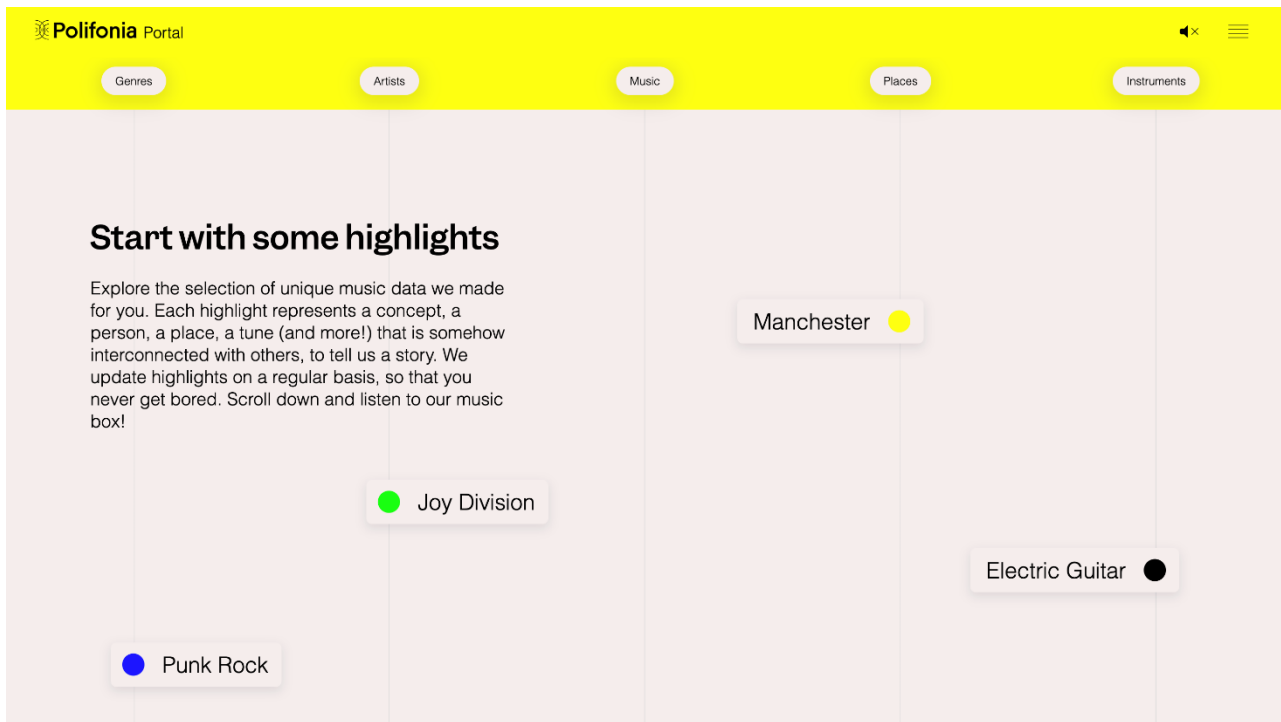 Polifonia Portal
Genres
Artists
Music
Places
Instruments
Start with some highlights
Explore the selection of unique music data we made
for you. Each highlight represents a concept, a
person, a place, a tune (and more!) that is somehow
interconnected with others, to tell us a story. We
update highlights on a regular basis, so that you
never get bored. Scroll down and listen to our music
box!
Manchester
Joy Division
Electric Guitar
Punk Rock